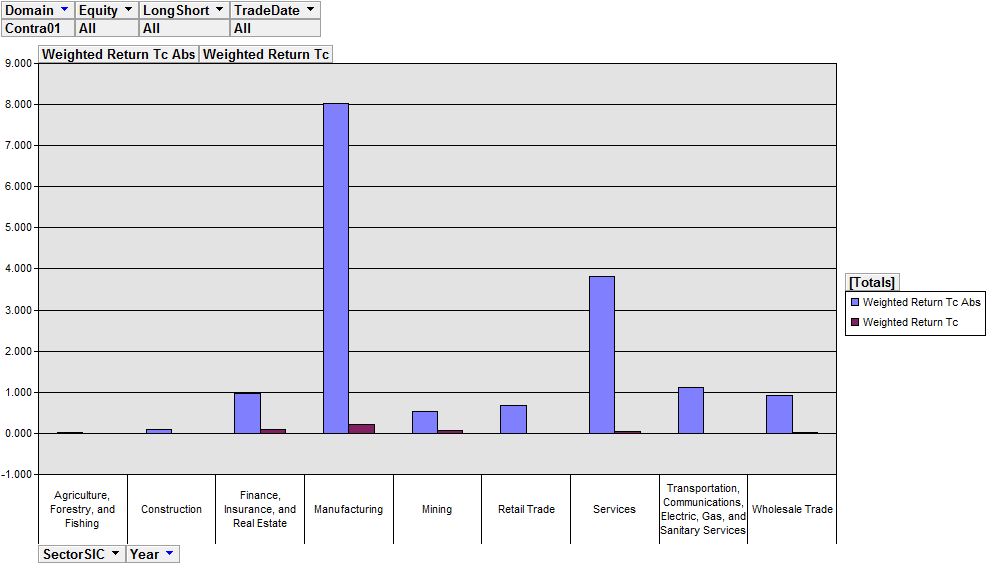 Domain Equity LongShort TradeDate
Contra01 All All All
Weighted Return Tc Abs Weighted Return Tc
9.000
8.000
7.000
6.000
5.000
4.000
3.000
2.000
1.000
0.000
-1.000
[Totals]
Weighted Return Tc Abs
Weighted Return Tc
Agriculture,
Forestry, and
Fishing
Construction
Finance,
Insurance, and
Real Estate
Manufacturing
Mining
Retail Trade
Services
Transportation,
Communications,
Electric, Gas, and
Sanitary Services
Wholesale Trade
SectorSIC Year